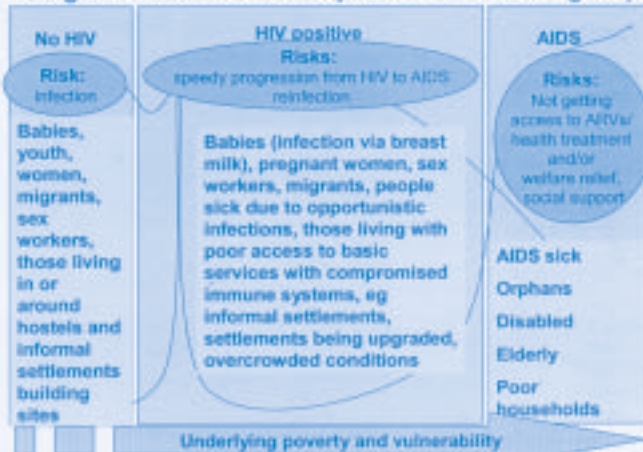 No HIV
Risk:
infection
Babies,
youth,
women,
migrants,
sex
workers,
those living
in or
around
hostels and
informal
settlements
building
sites
HIV positive
Risks:
speedy progression from HIV to AIDS
reinfection
Babies (infection via breast
milk), pregnant women, sex
workers, migrants, people
sick due to opportunistic
infections, those living with
poor access to basic
services with compromised
immune systems, eg
informal settlements,
settlements being upgraded,
overcrowded conditions
AIDS
Risks:
Not getting
access to ARVs/
health treatment
and/or
welfare relief,
social support
AIDS sick
Orphans
Disabled
Elderly
Poor
households
Underlying poverty and vulnerability